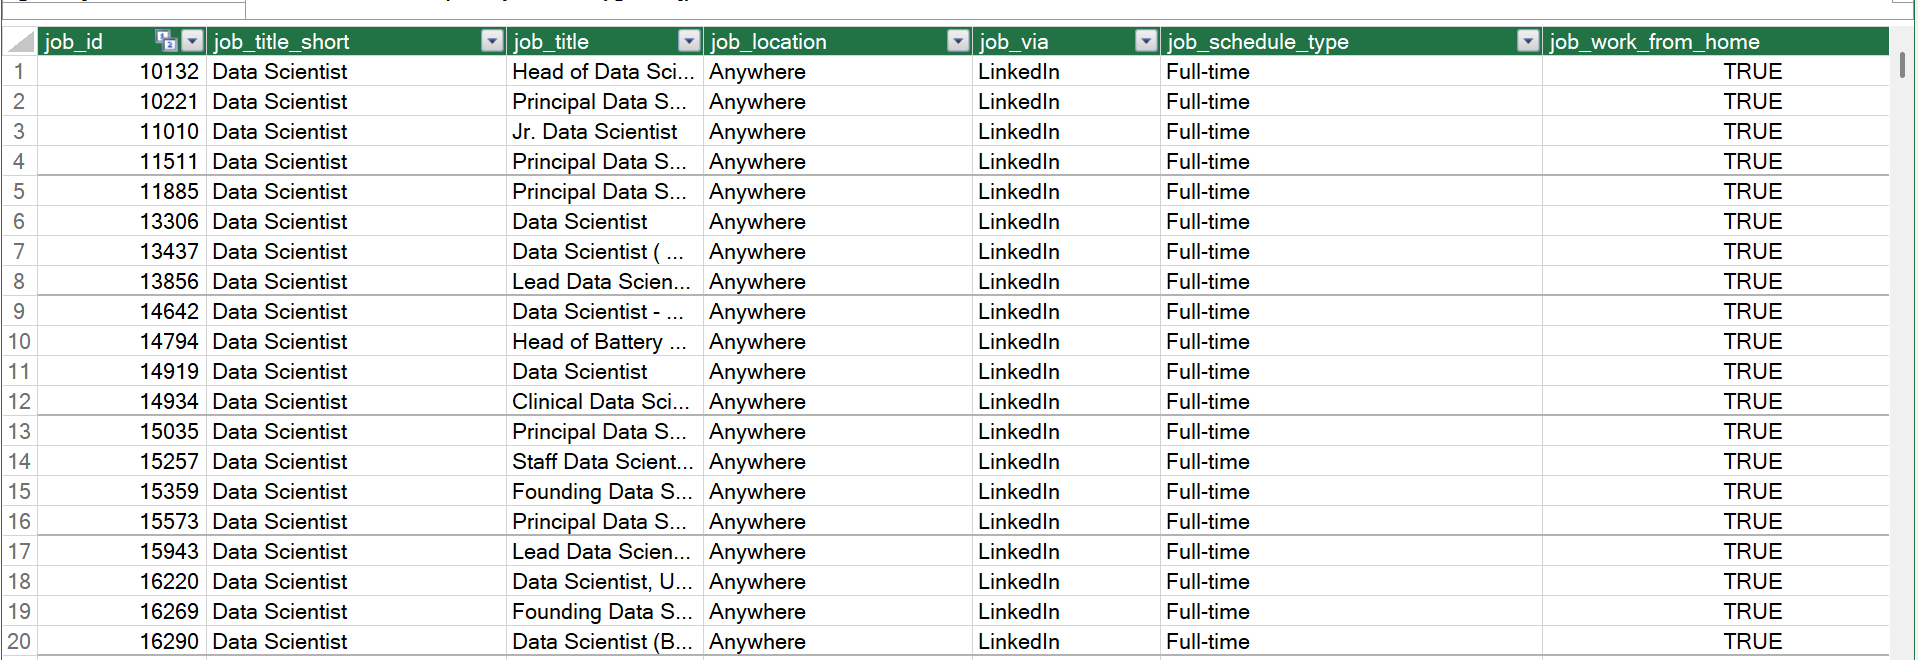 job_id job_title_short job_title job_location job_via job_schedule_type job_work_from_home
1 10132 Data Scientist Head of Data Sci... Anywhere LinkedIn Full-time TRUE
2 10221 Data Scientist Principal Data S... Anywhere LinkedIn Full-time TRUE
3 11010 Data Scientist Jr. Data Scientist Anywhere LinkedIn Full-time TRUE
4 11511 Data Scientist Principal Data S... Anywhere LinkedIn Full-time TRUE
5 11885 Data Scientist Principal Data S... Anywhere LinkedIn Full-time TRUE
6 13306 Data Scientist Data Scientist Anywhere LinkedIn Full-time TRUE
7 13437 Data Scientist Data Scientist ( ... Anywhere LinkedIn Full-time TRUE
8 13856 Data Scientist Lead Data Scien... Anywhere LinkedIn Full-time TRUE
9 14642 Data Scientist Data Scientist - ... Anywhere LinkedIn Full-time TRUE
10 14794 Data Scientist Head of Battery ... Anywhere LinkedIn Full-time TRUE
11 14919 Data Scientist Data Scientist Anywhere LinkedIn Full-time TRUE
12 14934 Data Scientist Clinical Data Sci... Anywhere LinkedIn Full-time TRUE
13 15035 Data Scientist Principal Data S... Anywhere LinkedIn Full-time TRUE
14 15257 Data Scientist Staff Data Scient... Anywhere LinkedIn Full-time TRUE
15 15359 Data Scientist Founding Data S... Anywhere LinkedIn Full-time TRUE
16 15573 Data Scientist Principal Data S... Anywhere LinkedIn Full-time TRUE
17 15943 Data Scientist Lead Data Scien... Anywhere LinkedIn Full-time TRUE
18 16220 Data Scientist Data Scientist, U... Anywhere LinkedIn Full-time TRUE
19 16269 Data Scientist Founding Data S... Anywhere LinkedIn Full-time TRUE
20 16290 Data Scientist Data Scientist (B... Anywhere LinkedIn Full-time TRUE